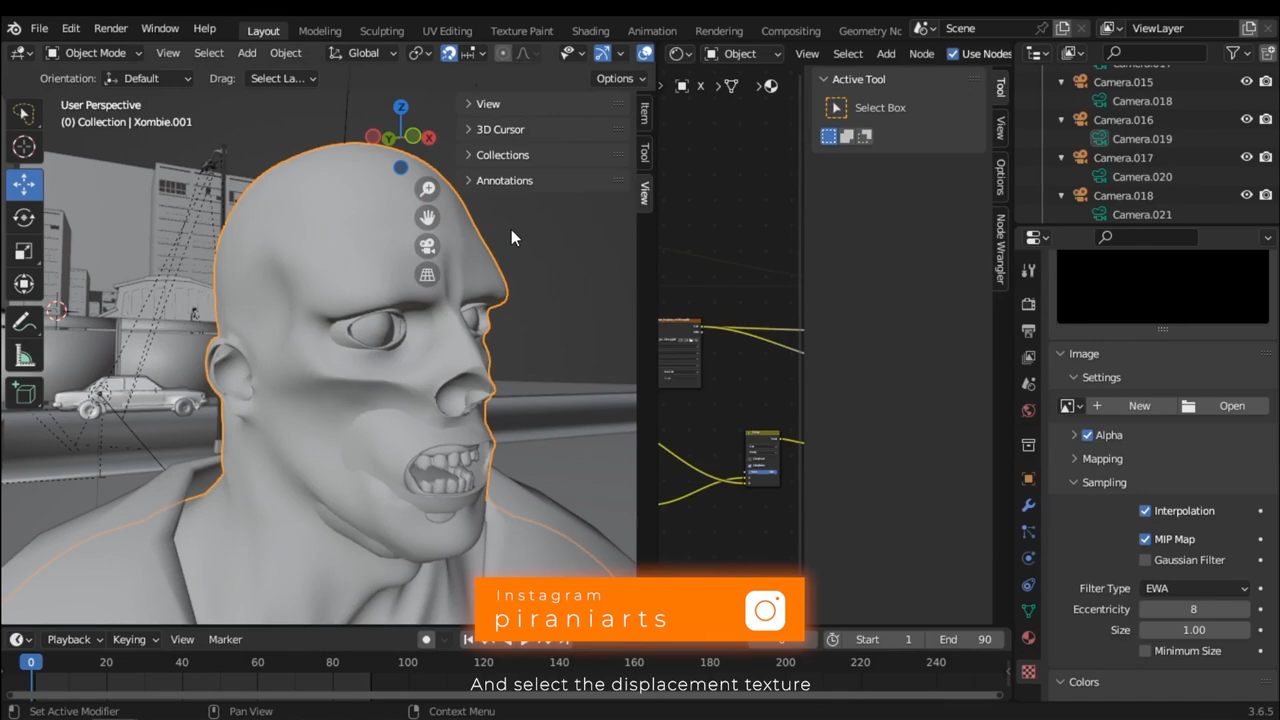 File Edit Render Window Help Layout Modeling Sculpting UV Editing Texture Paint Shading Animation Rendering Compositing Geometry No Scene ViewLayer
Object Mode View Select Add Object Global Object View Select Add Node Use Nodes
Orientation: Default Drag: Select La... Options
User Perspective
(0) Collection | Xombie.001
Z
Y
X
View
3D Cursor
Collections
Annotations
Item
Tool
View
Active Tool
Select Box
Tool
View
Options
Node Wrangler
Camera.015
Camera.018
Camera.016
Camera.019
Camera.017
Camera.020
Camera.018
Camera.021
Image
Settings
New Open
Alpha
Mapping
Sampling
Interpolation
MIP Map
Gaussian Filter
Filter Type EWA
Eccentricity 8
Size 1.00
Minimum Size
Colors
Instagram
piraniarts
Playback Keying View Marker Start 1 End 90
0 20 40 60 80 100 120 140 160 180 200 220 240
And select the displacement texture
Set Active Modifier Pan View Context Menu 3.6.5